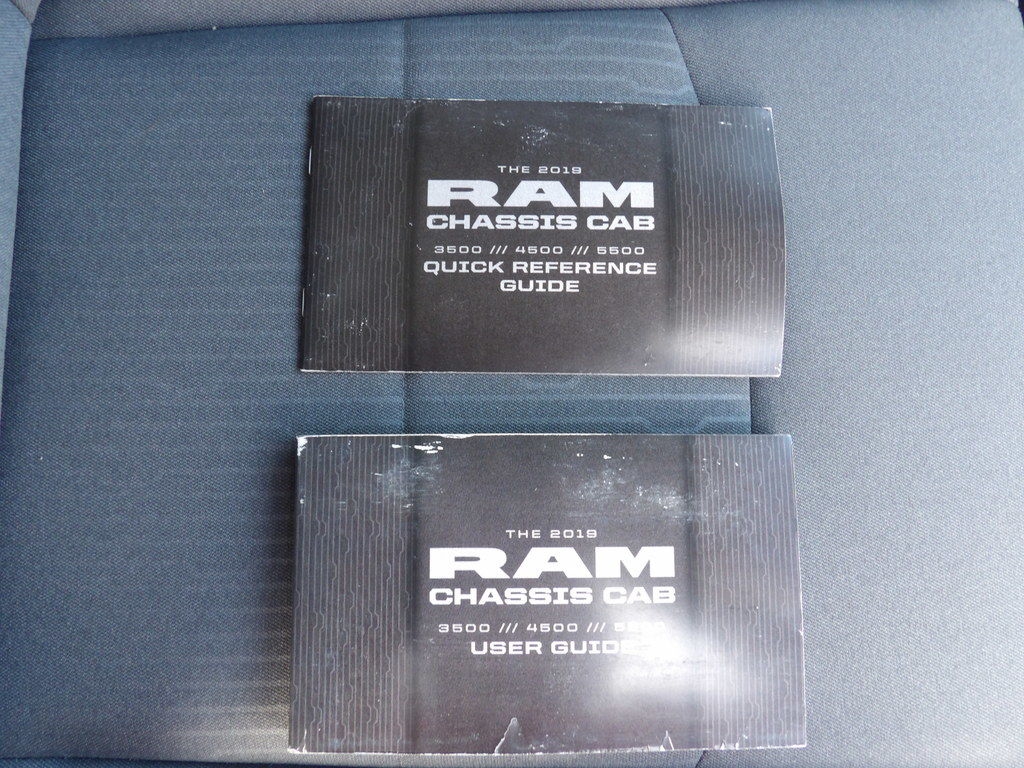 THE 2019
RAM
CHASSIS CAB
3500 /// 4500 /// 5500
QUICK REFERENCE
GUIDE
THE 2019
RAM
CHASSIS CAB
3500 /// 4500 /// 5500
USER GUIDE